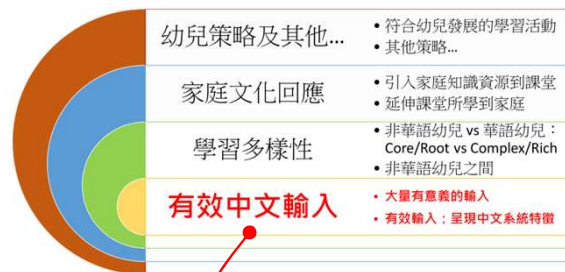 幼兒策略及其他...
• 符合幼兒發展的學習活動
• 其他策略...
家庭文化回應
• 引入家庭知識資源到課堂
• 延伸課堂所學到家庭
學習多樣性
• 非華語幼兒 vs 華語幼兒：
Core/Root vs Complex/Rich
• 非華語幼兒之間
有效中文輸入
• 大量有意義的輸入
• 有效輸入：呈現中文系統特徵